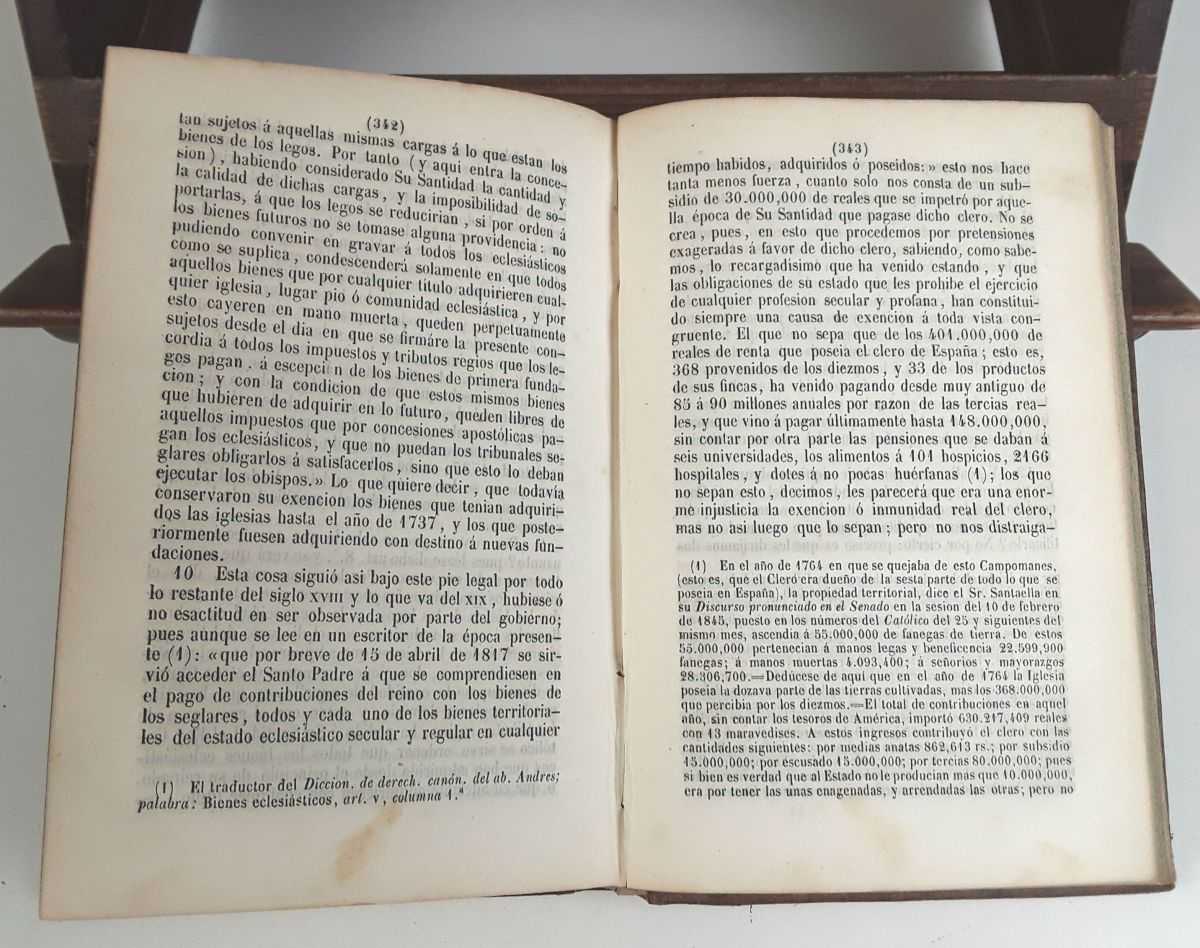 (342)
tan sujetos á aquellas mismas cargas á lo que estan los
bienes de los legos. Por tanto (y aqui entra la conce-
sion), habiendo considerado Su Santidad la cantidad y
la calidad de dichas cargas, y la imposibilidad de so-
portarlas, á que los legos se reducirian, si por orden á
los bienes futuros no se tomase alguna providencia: no
pudiendo convenir en gravar á todos los eclesiásticos
como se suplica, condescenderá solamente en que todos
aquellos bienes que por cualquier título adquirieren cual-
quier iglesia, lugar pio ó comunidad eclesiástica, y por
esto cayeren en mano muerta, queden perpetuamente
sujetos desde el dia en que se firmáre la presente con-
cordia á todos los impuestos y tributos regios que los le-
gos pagan, á escepci n de los bienes de primera funda-
cion; y con la condicion de que estos mismos bienes
que hubieren de adquirir en lo futuro, queden libres de
aquellos impuestos que por concesiones apostólicas pa-
gan los eclesiásticos, y que no puedan los tribunales se-
glares obligarlos á satisfacerlos, sino que esto lo deban
ejecutar los obispos.» Lo que quiere decir, que todavía
conservaron su exencion los bienes que tenian adquiri-
dos las iglesias hasta el año de 1737, y los que poste-
riormente fuesen adquiriendo con destino á nuevas fun-
daciones.
10 Esta cosa siguió asi bajo este pie legal por todo
lo restante del siglo XVIII y lo que va del XIX, hubiese ó
no esactitud en ser observada por parte del gobierno;
pues aunque se lee en un escritor de la época presen-
te (1): «que por breve de 15 de abril de 1817 se sir-
vió acceder el Santo Padre á que se comprendiesen en
el pago de contribuciones del reino con los bienes de
los seglares, todos y cada uno de los bienes territoria-
les del estado eclesiástico secular y regular en cualquier
(1) El traductor del Diccion. de derech. canón. del ab. Andres;
palabra: Bienes eclesiásticos, art. v, columna 1.ª
(343)
tiempo habidos, adquiridos ó poseidos:» esto nos hace
tanta menos fuerza, cuanto solo nos consta de un sub-
sidio de 30.000,000 de reales que se impetró por aque-
lla época de Su Santidad que pagase dicho clero. No se
crea, pues, en esto que procedemos por pretensiones
exageradas á favor de dicho clero, sabiendo, como sabe-
mos, lo recargadisimo que ha venido estando, y que
las obligaciones de su estado que les prohibe el ejercicio
de cualquier profesion secular y profana, han constitui-
do siempre una causa de exencion á toda vista con-
gruente. El que no sepa que de los 401.000,000 de
reales de renta que poseia el clero de España; esto es,
368 provenidos de los diezmos, y 33 de los productos
de sus fincas, ha venido pagando desde muy antiguo de
85 á 90 millones anuales por razon de las tercias rea-
les, y que vino á pagar últimamente hasta 148.000,000,
sin contar por otra parte las pensiones que se daban á
seis universidades, los alimentos á 101 hospicios, 2166
hospitales, y dotes á no pocas huérfanas (1); los que
no sepan esto, decimos, les parecerá que era una enor-
me injusticia la exencion ó inmunidad real del clero,
mas no asi luego que lo sepan; pero no nos distraiga-
(1) En el año de 1764 en que se quejaba de esto Campomanes,
(esto es, que el Clero era dueño de la sesta parte de todo lo que se
poseia en España), la propiedad territorial, dice el Sr. Santaella en
su Discurso pronunciado en el Senado en la sesion del 10 de febrero
de 1845, puesto en los números del Católico del 25 y siguientes del
mismo mes, ascendia á 55.000,000 de fanegas de tierra. De estos
55.000,000 pertenecian á manos legas y beneficencia 22.599,900
fanegas; á manos muertas 4.093,400; á señoríos y mayorazgos
28.306,700.=Dedúcese de aqui que en el año de 1764 la Iglesia
poseia la dozava parte de las tierras cultivadas, mas los 368.000,000
que percibia por los diezmos.=El total de contribuciones en aquel
año, sin contar los tesoros de América, importó 630.217,409 reales
con 13 maravedises. A estos ingresos contribuyó el clero con las
cantidades siguientes: por medias anatas 862,613 rs.; por subsidio
15.000,000; por escusado 15.000,000; por tercias 80.000,000; pues
si bien es verdad que al Estado no le producian más que 10.000,000,
era por tener las unas enagenadas, y arrendadas las otras; pero no